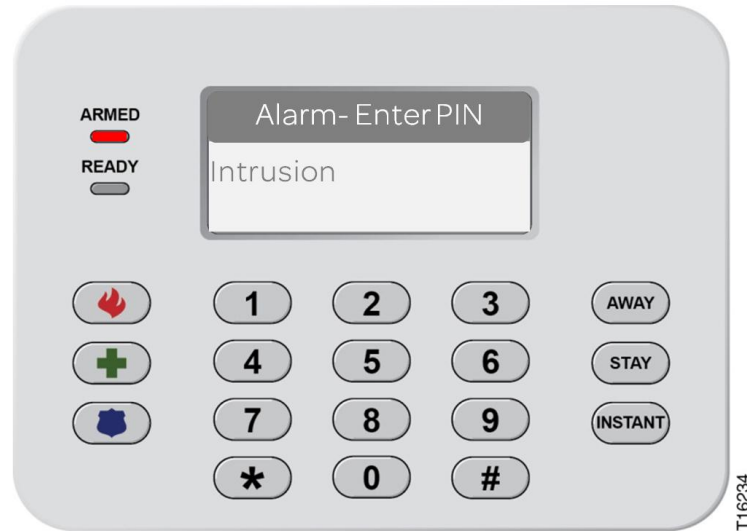 ARMED
READY
Alarm- Enter PIN
Intrusion
1 2 3 AWAY
4 5 6 STAY
7 8 9 INSTANT
* 0 #
T16234